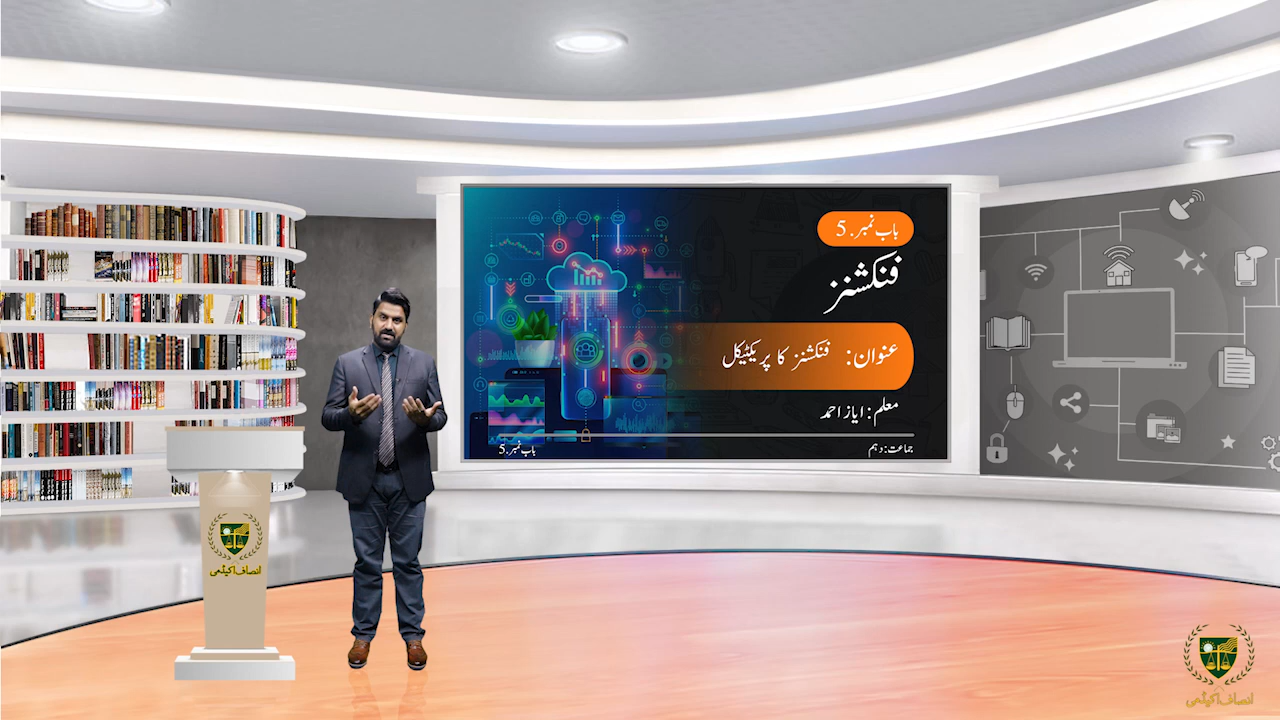 باب نمبر. 5
فنکشنز
عنوان: فنکشنز کا پریکٹیکل
معلم: ایاز احمد
جماعت: دہم
باب نمبر. 5
انصاف اکیڈمی
انصاف اکیڈمی